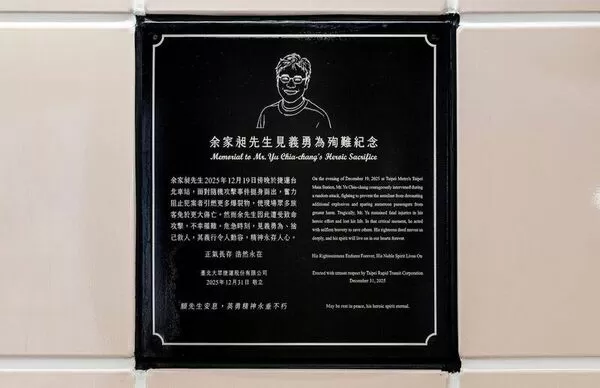 余家昶先生見義勇為殉難紀念
Memorial to Mr. Yu Chia-chang's Heroic Sacrifice
余家昶先生2025年12月19日傍晚於捷運台
北車站,面對隨機攻擊事件挺身而出,奮力
阻止犯案者引燃更多爆裂物,使現場眾多旅
客免於更大傷亡。然而余先生因此遭受致命
攻擊,不幸罹難。危急時刻,見義勇為、捨
己救人,其義行令人動容,精神永存人心。
正氣長存 浩然永在
臺北大眾捷運股份有限公司
2025年12月31日 敬立
願先生安息,英勇精神永垂不朽
On the evening of December 19, 2025 at Taipei Metro's Taipei
Main Station, Mr. Yu Chia-chang courageously intervened during
a random attack, fighting to prevent the assailant from detonating
additional explosives and sparing numerous passengers from
greater harm. Tragically, Mr. Yu sustained fatal injuries in his
heroic effort and lost his life. In that critical moment, he acted
with selfless bravery to save others. His righteous deed moves us
deeply, and his spirit will live on in our hearts forever.
His Righteousness Endures Forever, His Noble Spirit Lives On
Erected with utmost respect by Taipei Rapid Transit Corporation
December 31, 2025
May he rest in peace, his heroic spirit eternal.